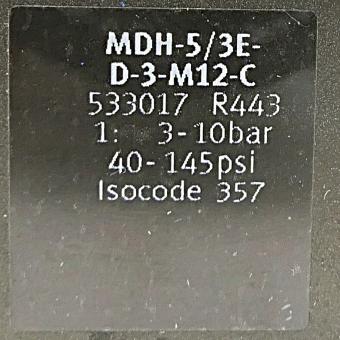 MDH-5/3E-
D-3-M12-C
533017 R443
1: 3-10bar
40-145psi
Isocode 357